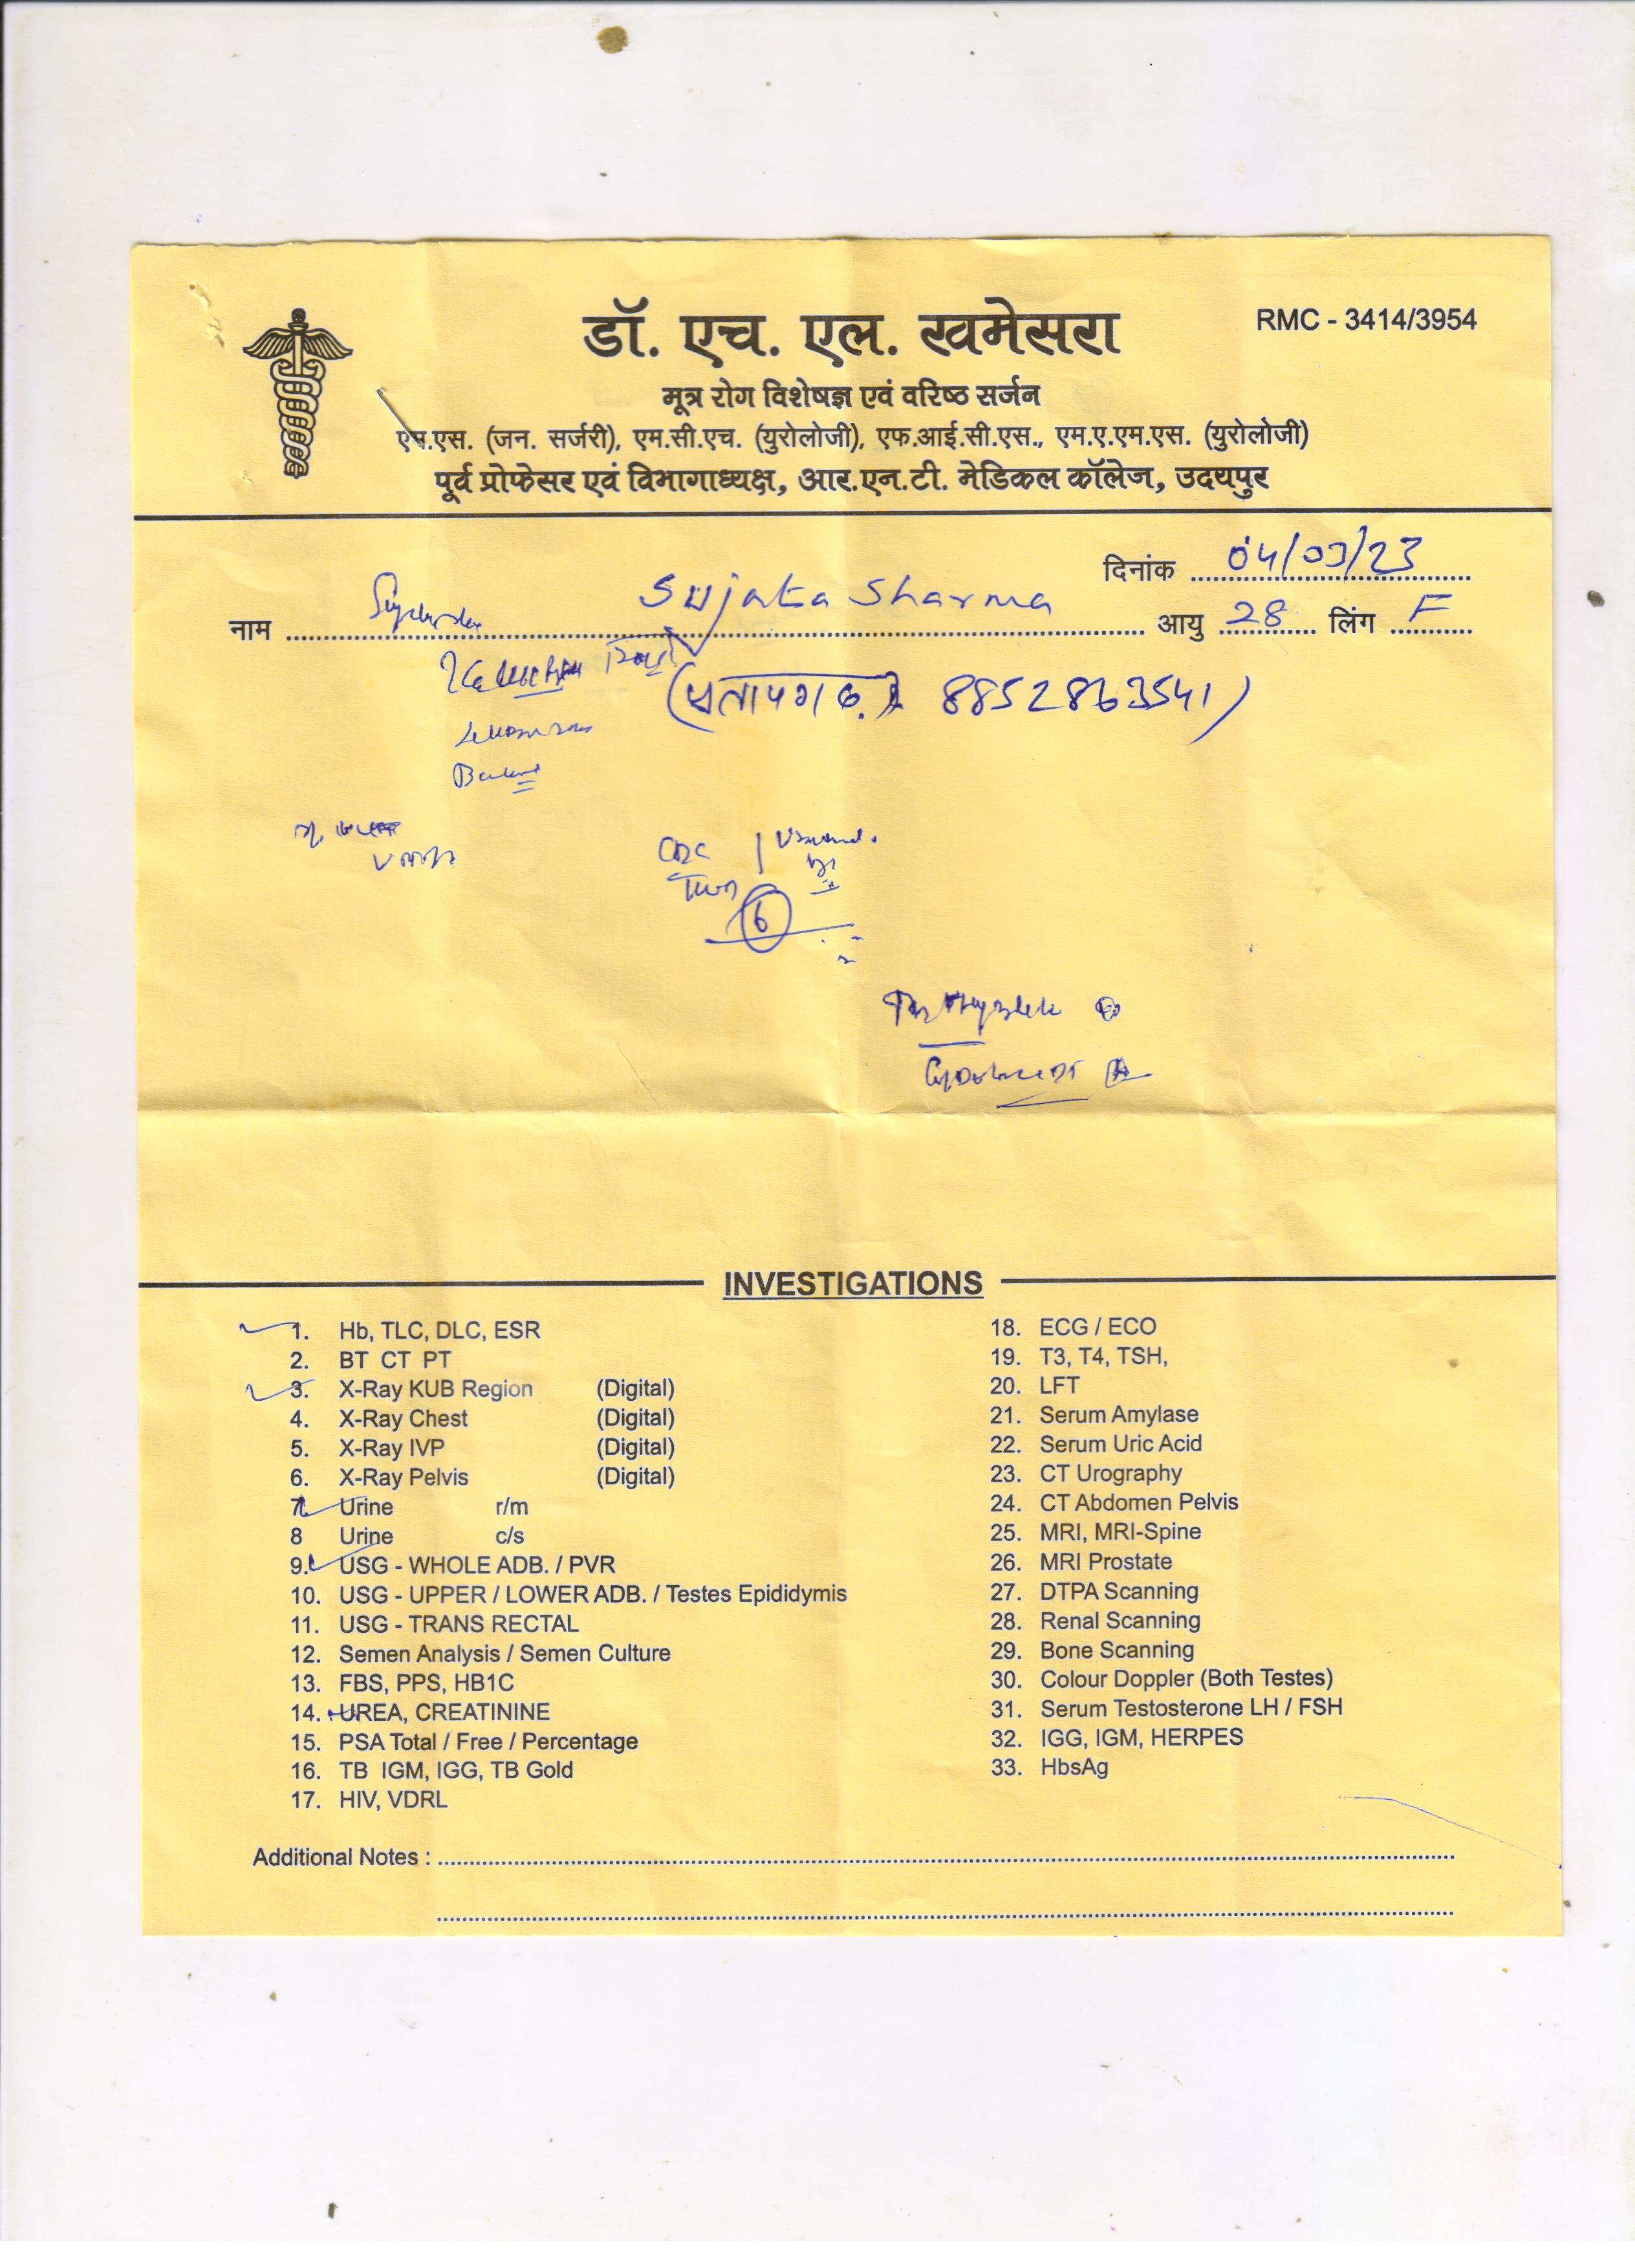 डॉ. एच. एल. खमेसरा
RMC - 3414/3954
मूत्र रोग विशेषज्ञ एवं वरिष्ठ सर्जन
एम.एस. (जन. सर्जरी), एम.सी.एच. (युरोलोजी), एफ.आई.सी.एस., एम.ए.एम.एस. (युरोलोजी)
पूर्व प्रोफेसर एवं विभागाध्यक्ष, आर.एन.टी. मेडिकल कॉलेज, उदयपुर
दिनांक 04/03/23
नाम Sujata Sharma आयु 28 लिंग F
(प्रतापगढ़ 8852863541)
6
INVESTIGATIONS
1. Hb, TLC, DLC, ESR
2. BT CT PT
3. X-Ray KUB Region (Digital)
4. X-Ray Chest (Digital)
5. X-Ray IVP (Digital)
6. X-Ray Pelvis (Digital)
7. Urine r/m
8 Urine c/s
9. USG - WHOLE ADB. / PVR
10. USG - UPPER / LOWER ADB. / Testes Epididymis
11. USG - TRANS RECTAL
12. Semen Analysis / Semen Culture
13. FBS, PPS, HB1C
14. UREA, CREATININE
15. PSA Total / Free / Percentage
16. TB IGM, IGG, TB Gold
17. HIV, VDRL
18. ECG / ECO
19. T3, T4, TSH,
20. LFT
21. Serum Amylase
22. Serum Uric Acid
23. CT Urography
24. CT Abdomen Pelvis
25. MRI, MRI-Spine
26. MRI Prostate
27. DTPA Scanning
28. Renal Scanning
29. Bone Scanning
30. Colour Doppler (Both Testes)
31. Serum Testosterone LH / FSH
32. IGG, IGM, HERPES
33. HbsAg
Additional Notes :